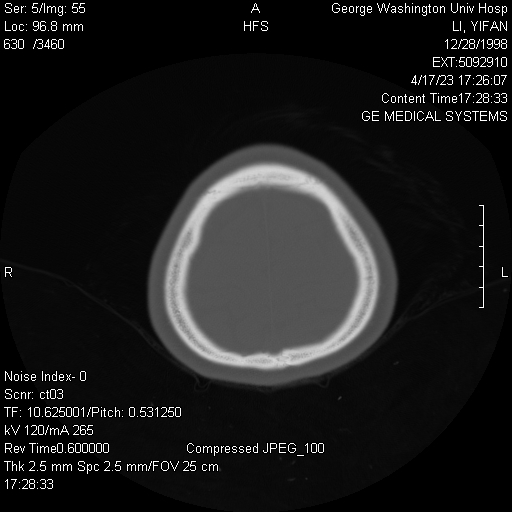 Ser: 5/Img: 55
Loc: 96.8 mm
630 /3460
A
HFS
George Washington Univ Hosp
LI, YIFAN
12/28/1998
EXT:5092910
4/17/23 17:26:07
Content Time17:28:33
GE MEDICAL SYSTEMS
R
L
Noise Index- 0
Scnr: ct03
TF: 10.625001/Pitch: 0.531250
kV 120/mA 265
Rev Time0.600000
Compressed JPEG_100
Thk 2.5 mm Spc 2.5 mm/FOV 25 cm
17:28:33